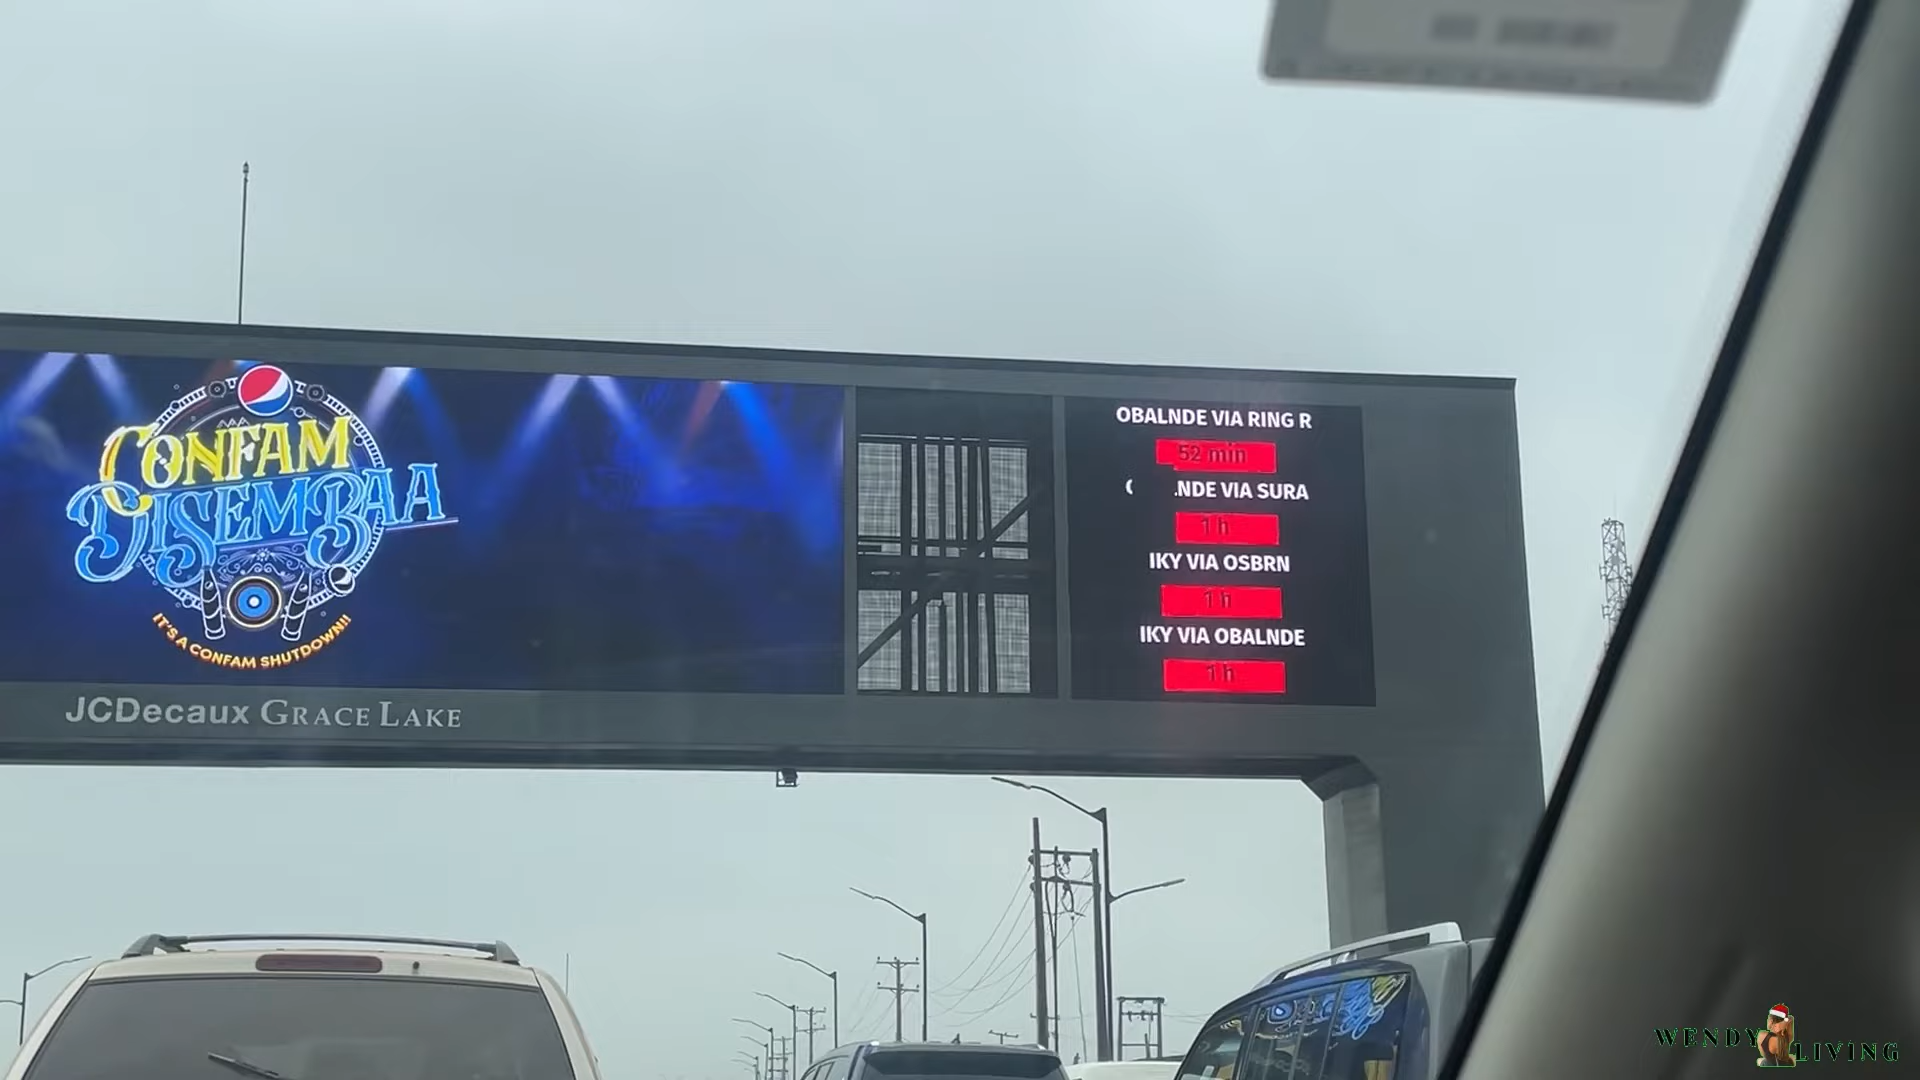 CONFAM
DISEMBAA
IT'S A CONFAM SHUTDOWN!!
JCDecaux GRACE LAKE
OBALNDE VIA RING R
52 min
NDE VIA SURA
1 h
IKY VIA OSBRN
1 h
IKY VIA OBALNDE
1 h
WENDY LIVING